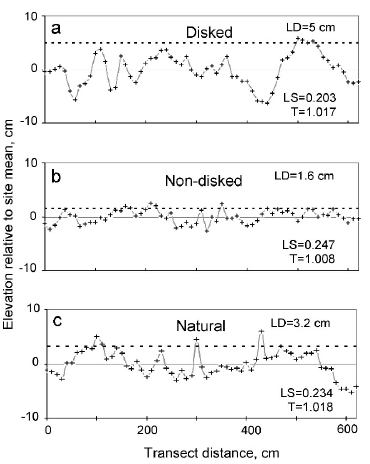 a
Disked
LD=5 cm
LS=0.203
T=1.017
10
0
-10
b
Non-disked
LD=1.6 cm
LS=0.247
T=1.008
10
0
-10
c
Natural
LD=3.2 cm
LS=0.234
T=1.018
10
0
-10
0 200 400 600
Transect distance, cm
Elevation relative to site mean, cm